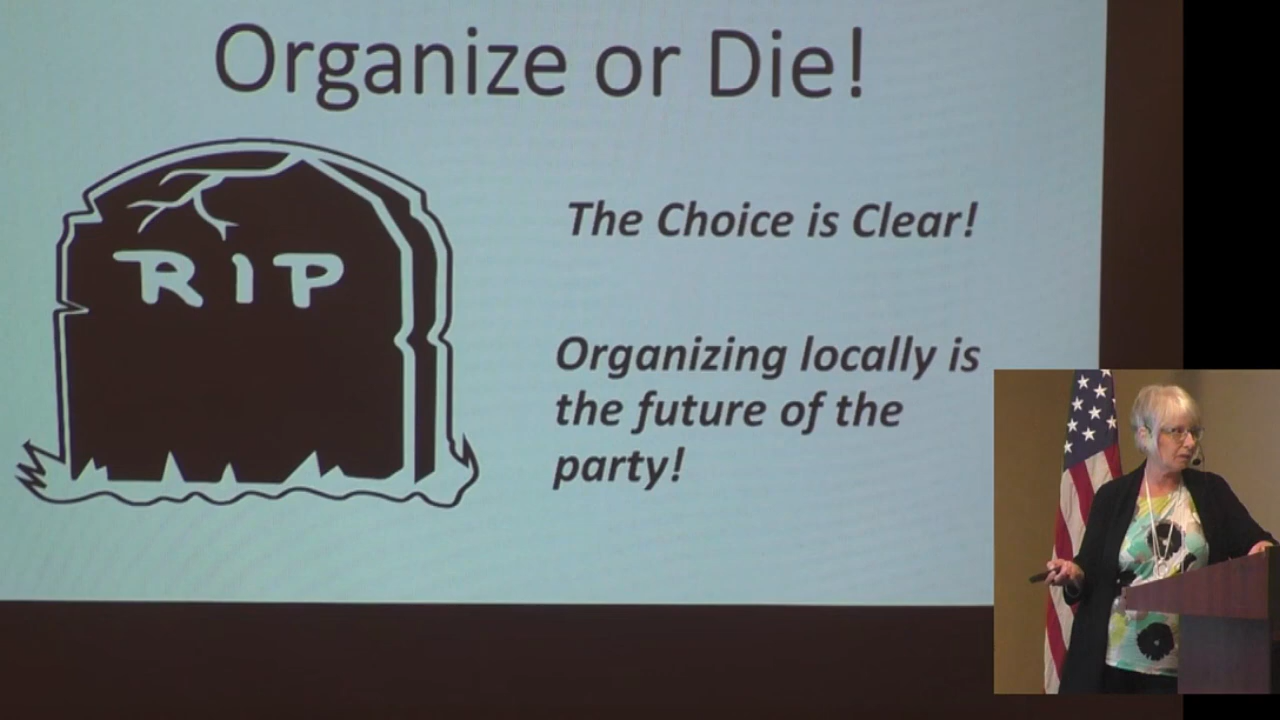 Organize or Die!
RIP
The Choice is Clear!
Organizing locally is
the future of the
party!